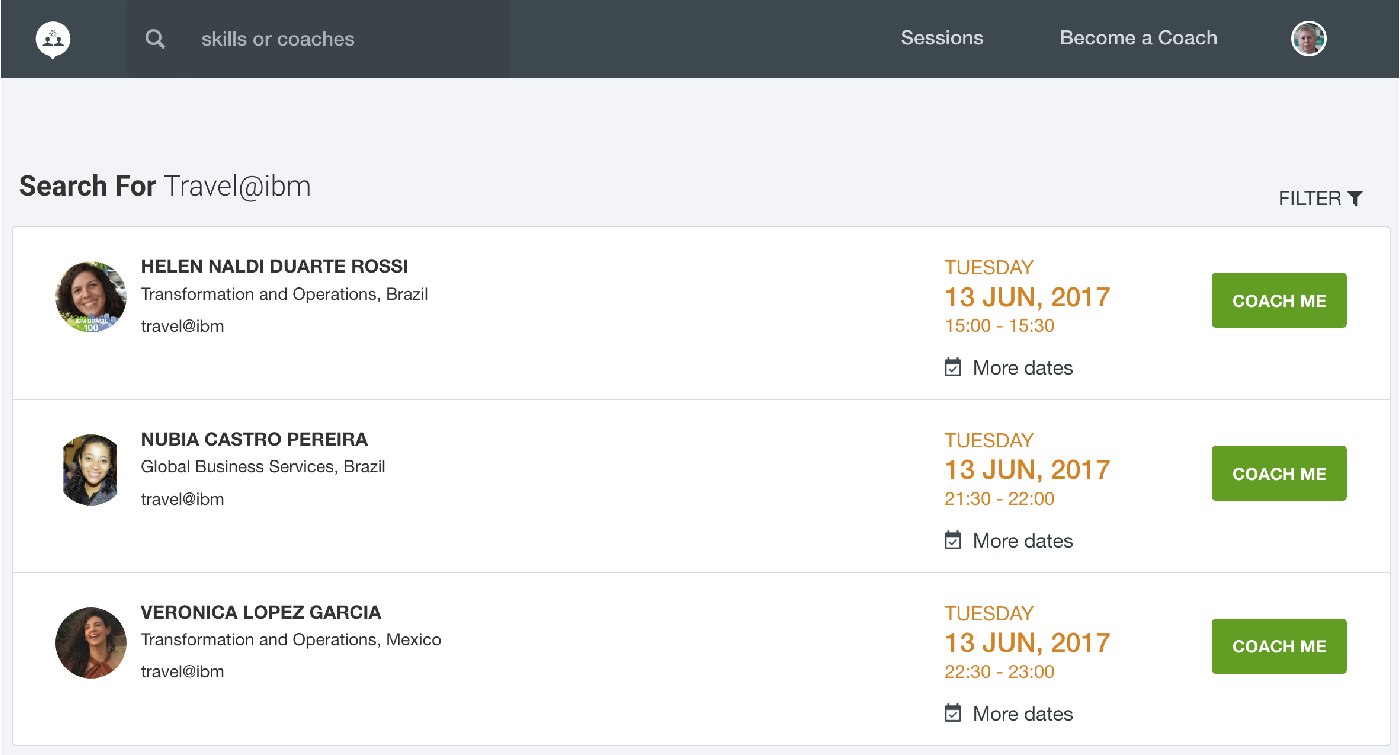 skills or coaches
Sessions
Become a Coach
Search For Travel@ibm
FILTER
HELEN NALDI DUARTE ROSSI
Transformation and Operations, Brazil
travel@ibm
IBM BRASIL
100
TUESDAY
13 JUN, 2017
15:00 - 15:30
More dates
COACH ME
NUBIA CASTRO PEREIRA
Global Business Services, Brazil
travel@ibm
TUESDAY
13 JUN, 2017
21:30 - 22:00
More dates
COACH ME
VERONICA LOPEZ GARCIA
Transformation and Operations, Mexico
travel@ibm
TUESDAY
13 JUN, 2017
22:30 - 23:00
More dates
COACH ME